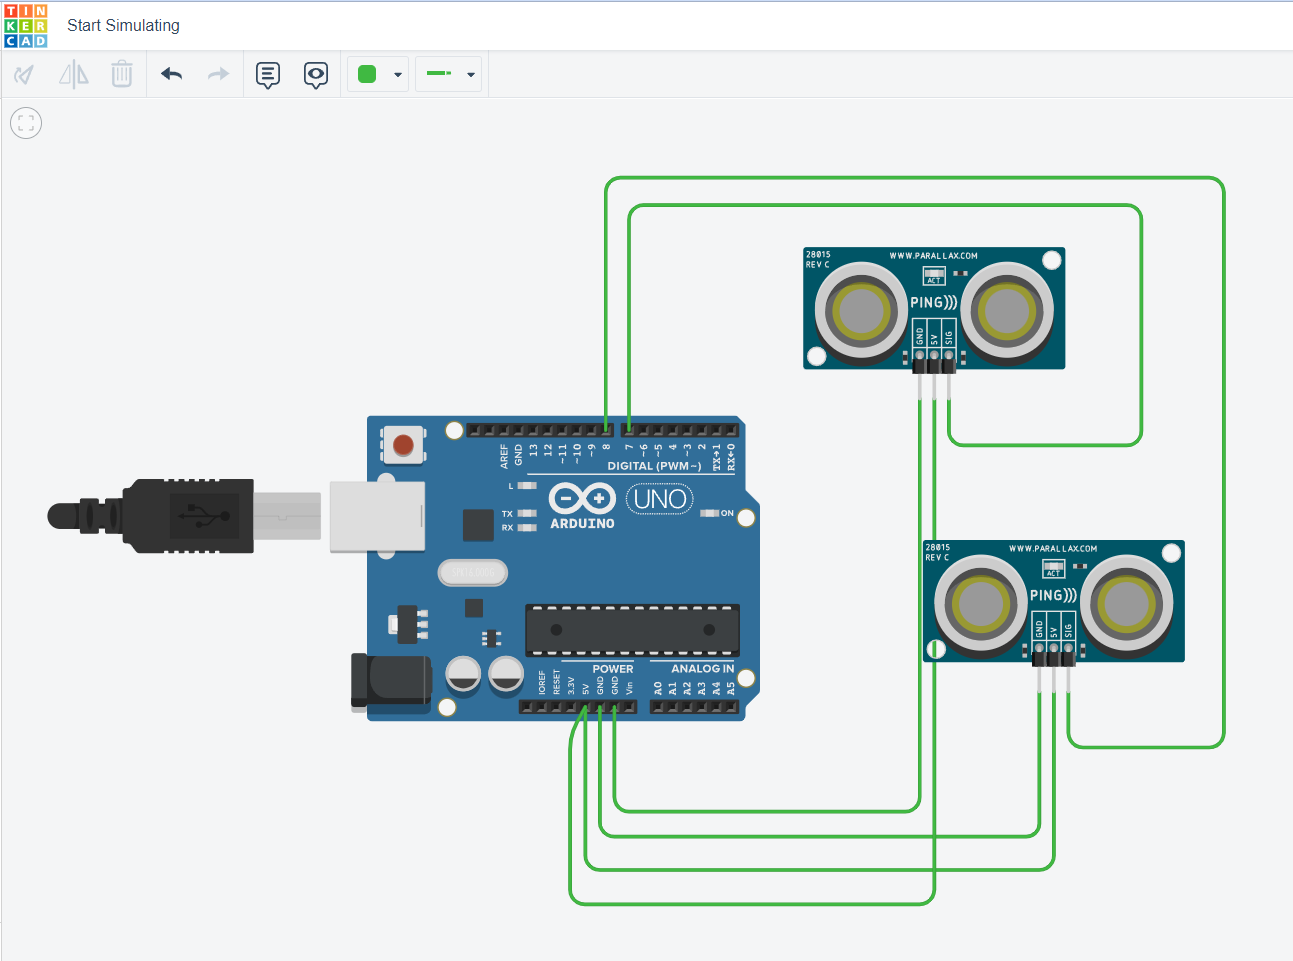 TIN
KER
CAD
Start Simulating
28015
REV C
WWW.PARALLAX.COM
ACT
PING)))
GND
5V
SIG
AREF
GND
13
12
~11
~10
~9
8
7
~6
~5
~4
~3
2
TX→1
RX←0
DIGITAL (PWM~)
L
TX
RX
ARDUINO
UNO
ON
28015
REV C
WWW.PARALLAX.COM
ACT
PING)))
GND
5V
SIG
POWER
ANALOG IN
IOREF
RESET
3.3V
5V
GND
GND
Vin
A0
A1
A2
A3
A4
A5